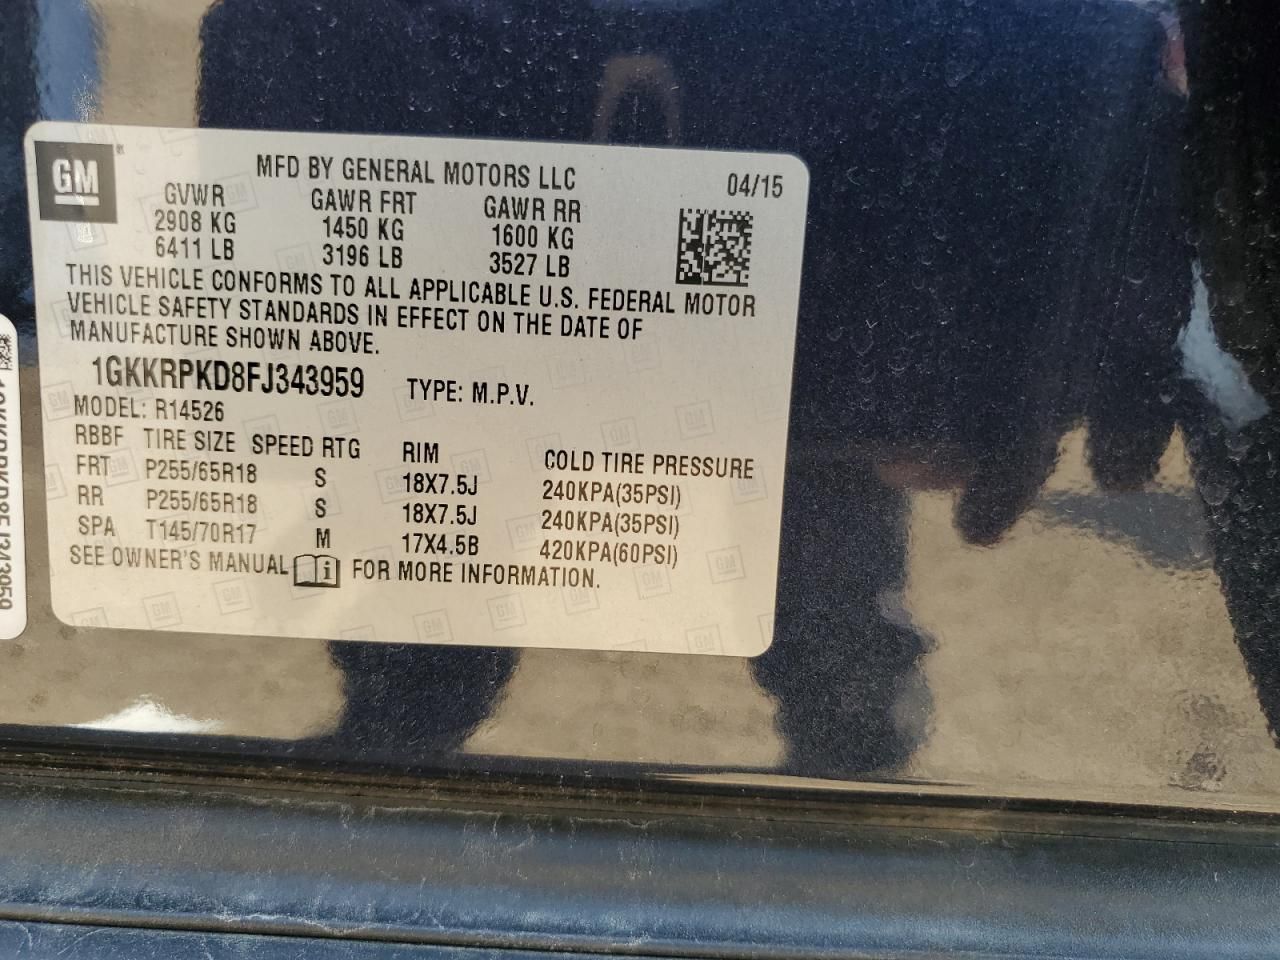 GM
MFD BY GENERAL MOTORS LLC
04/15
GVWR GAWR FRT GAWR RR
2908 KG 1450 KG 1600 KG
6411 LB 3196 LB 3527 LB
THIS VEHICLE CONFORMS TO ALL APPLICABLE U.S. FEDERAL MOTOR
VEHICLE SAFETY STANDARDS IN EFFECT ON THE DATE OF
MANUFACTURE SHOWN ABOVE.
1GKKRPKD8FJ343959 TYPE: M.P.V.
MODEL: R14526
RBBF TIRE SIZE SPEED RTG RIM COLD TIRE PRESSURE
FRT P255/65R18 S 18X7.5J 240KPA(35PSI)
RR P255/65R18 S 18X7.5J 240KPA(35PSI)
SPA T145/70R17 M 17X4.5B 420KPA(60PSI)
SEE OWNER'S MANUAL i FOR MORE INFORMATION.